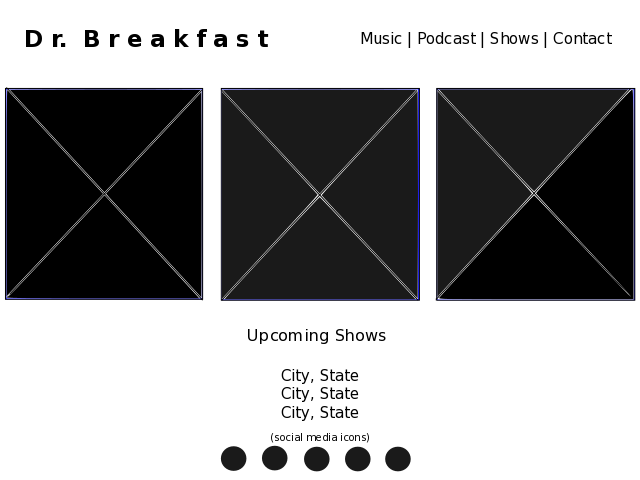 Dr. Breakfast
Music | Podcast | Shows | Contact
Upcoming Shows
City, State
City, State
City, State
(social media icons)